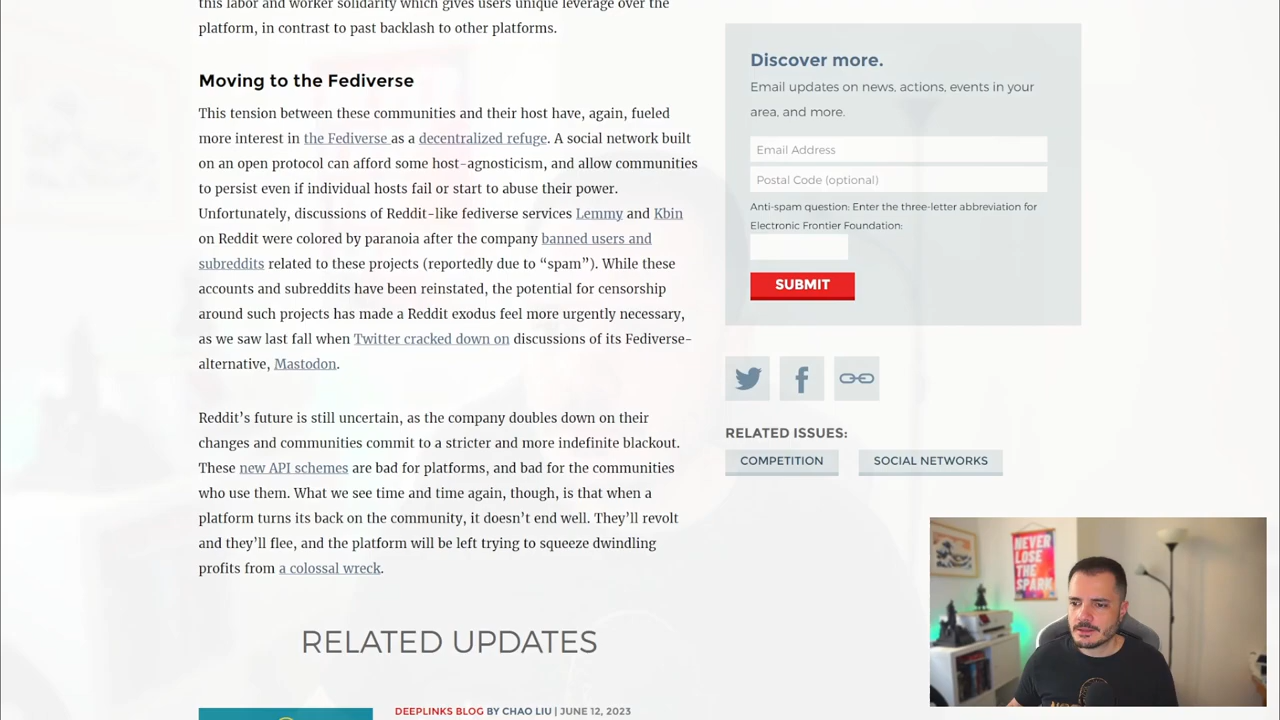 this labor and worker solidarity which gives users unique leverage over the
platform, in contrast to past backlash to other platforms.
Moving to the Fediverse
This tension between these communities and their host have, again, fueled
more interest in the Fediverse as a decentralized refuge. A social network built
on an open protocol can afford some host-agnosticism, and allow communities
to persist even if individual hosts fail or start to abuse their power.
Unfortunately, discussions of Reddit-like fediverse services Lemmy and Kbin
on Reddit were colored by paranoia after the company banned users and
subreddits related to these projects (reportedly due to “spam”). While these
accounts and subreddits have been reinstated, the potential for censorship
around such projects has made a Reddit exodus feel more urgently necessary,
as we saw last fall when Twitter cracked down on discussions of its Fediverse-
alternative, Mastodon.
Reddit’s future is still uncertain, as the company doubles down on their
changes and communities commit to a stricter and more indefinite blackout.
These new API schemes are bad for platforms, and bad for the communities
who use them. What we see time and time again, though, is that when a
platform turns its back on the community, it doesn’t end well. They’ll revolt
and they’ll flee, and the platform will be left trying to squeeze dwindling
profits from a colossal wreck.
RELATED UPDATES
DEEPLINKS BLOG BY CHAO LIU | JUNE 12, 2023
Discover more.
Email updates on news, actions, events in your
area, and more.
Email Address
Postal Code (optional)
Anti-spam question: Enter the three-letter abbreviation for
Electronic Frontier Foundation:
SUBMIT
RELATED ISSUES:
COMPETITION
SOCIAL NETWORKS
NEVER
LOSE
THE
SPARK